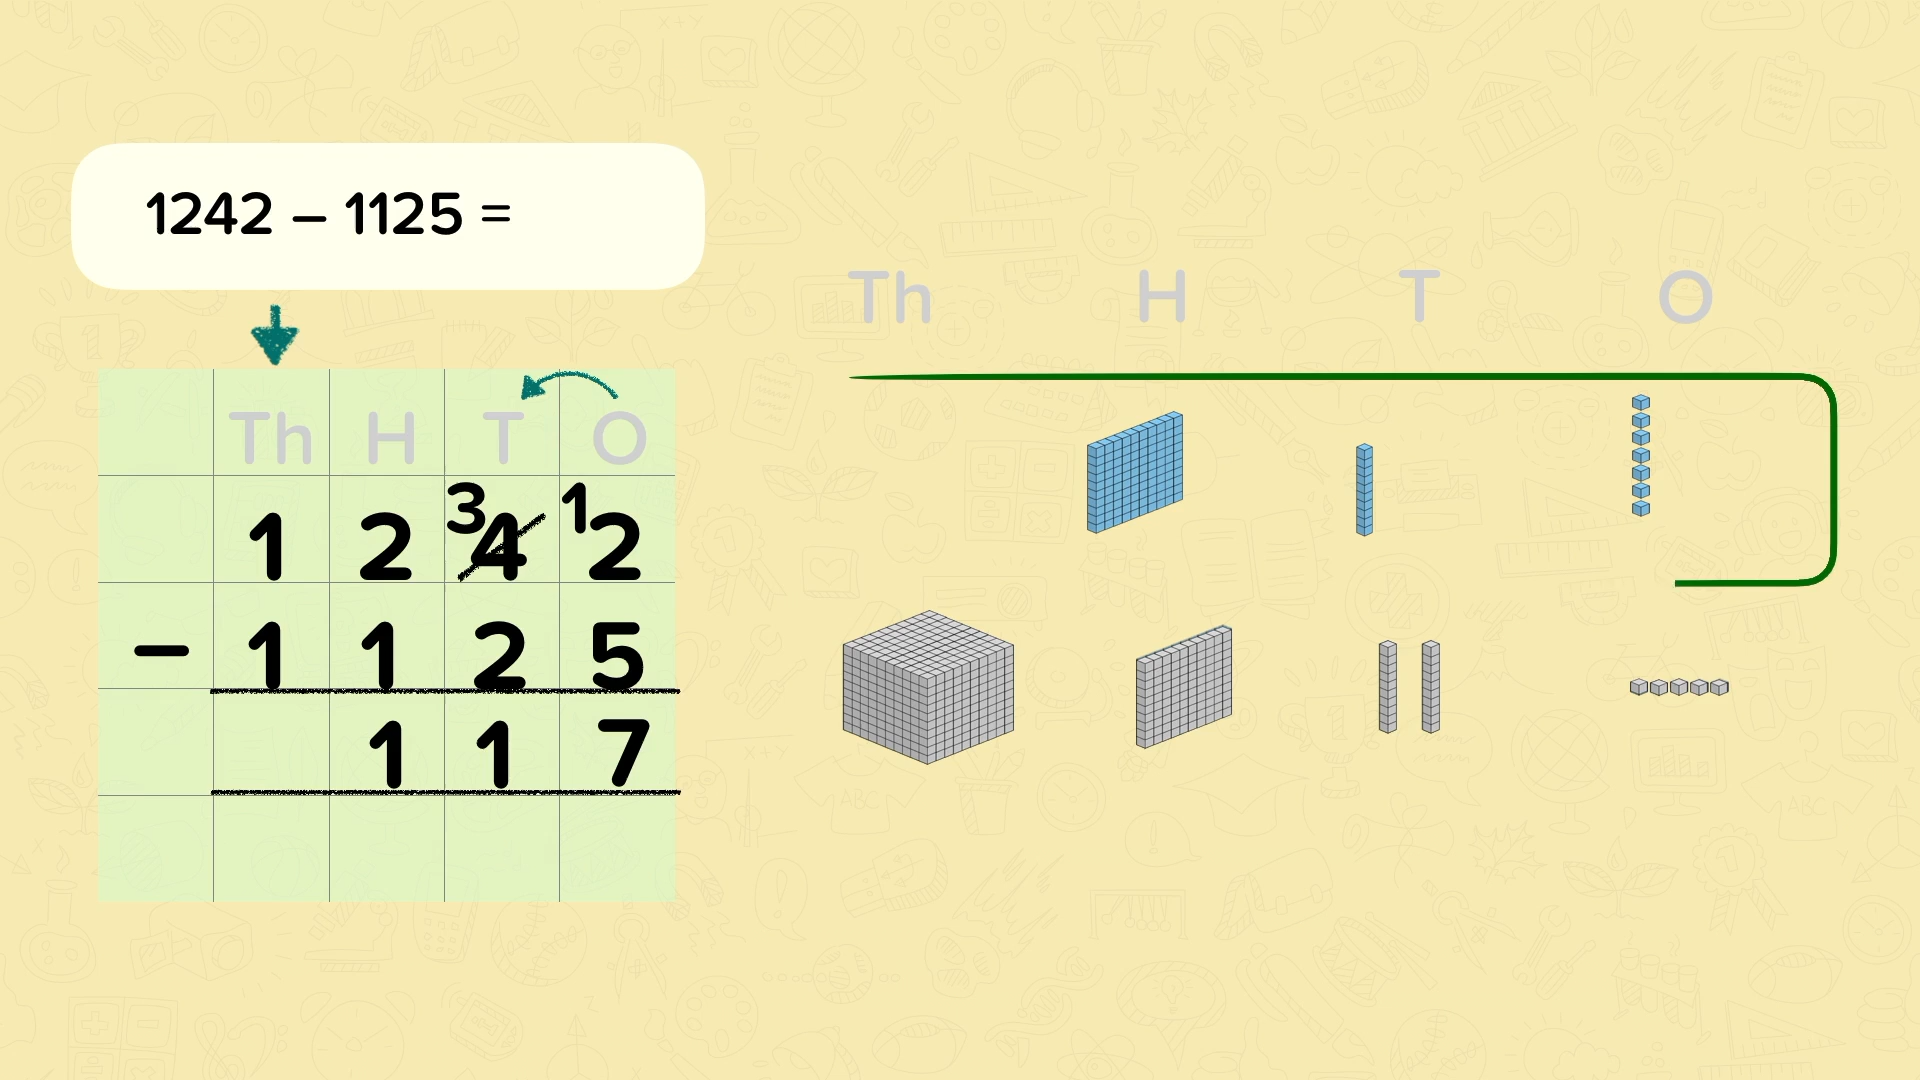 1242 – 1125 =
Th H T O
Th H T O
3 1
1 2 4 2
– 1 1 2 5
1 1 7